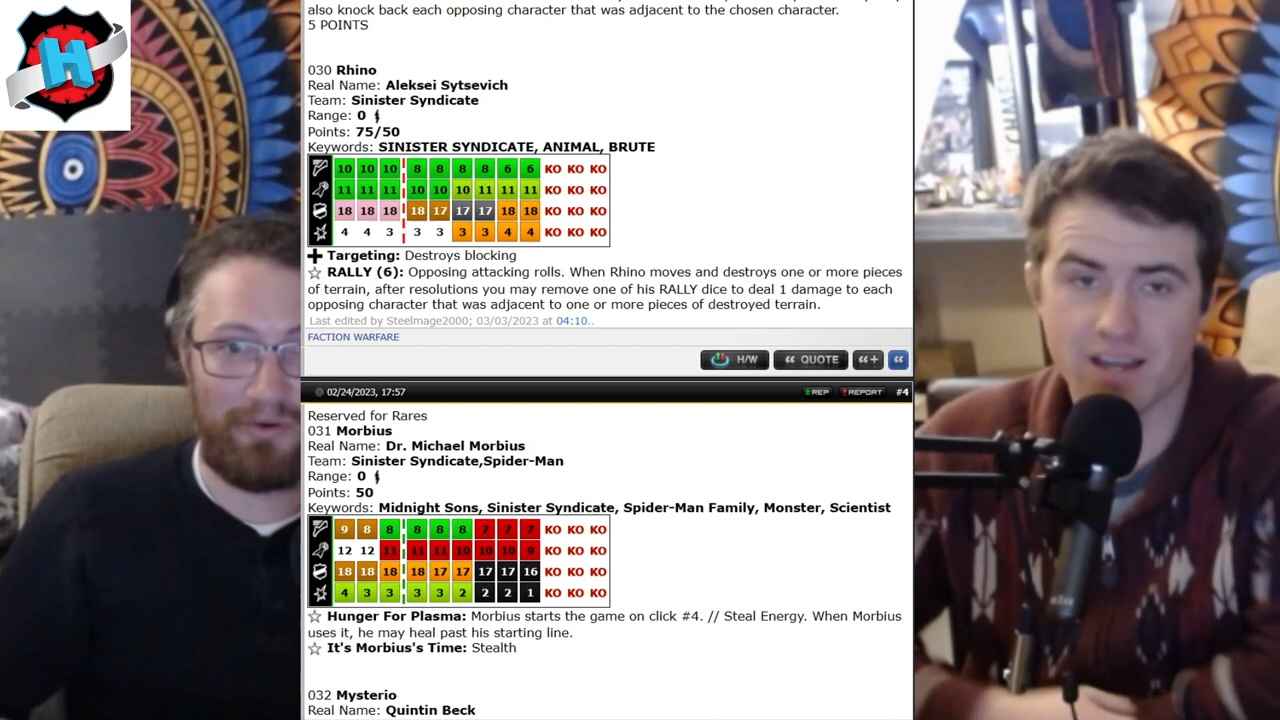 H
also knock back each opposing character that was adjacent to the chosen character.
5 POINTS
030 Rhino
Real Name: Aleksei Sytsevich
Team: Sinister Syndicate
Range: 0
Points: 75/50
Keywords: SINISTER SYNDICATE, ANIMAL, BRUTE
10 10 10 8 8 8 8 6 6 KO KO KO
11 11 11 10 10 10 11 11 11 KO KO KO
18 18 18 18 17 17 17 18 18 KO KO KO
4 4 3 3 3 3 3 4 4 KO KO KO
Targeting: Destroys blocking
☆ RALLY (6): Opposing attacking rolls. When Rhino moves and destroys one or more pieces
of terrain, after resolutions you may remove one of his RALLY dice to deal 1 damage to each
opposing character that was adjacent to one or more pieces of destroyed terrain.
Last edited by Steelmage2000; 03/03/2023 at 04:10..
FACTION WARFARE
H/W QUOTE
02/24/2023, 17:57 REP REPORT #4
Reserved for Rares
031 Morbius
Real Name: Dr. Michael Morbius
Team: Sinister Syndicate,Spider-Man
Range: 0
Points: 50
Keywords: Midnight Sons, Sinister Syndicate, Spider-Man Family, Monster, Scientist
9 8 8 8 8 8 7 7 7 KO KO KO
12 12 11 11 11 10 10 10 9 KO KO KO
18 18 18 18 17 17 17 17 16 KO KO KO
4 3 3 3 3 2 2 2 1 KO KO KO
☆ Hunger For Plasma: Morbius starts the game on click #4. // Steal Energy. When Morbius
uses it, he may heal past his starting line.
☆ It's Morbius's Time: Stealth
032 Mysterio
Real Name: Quintin Beck